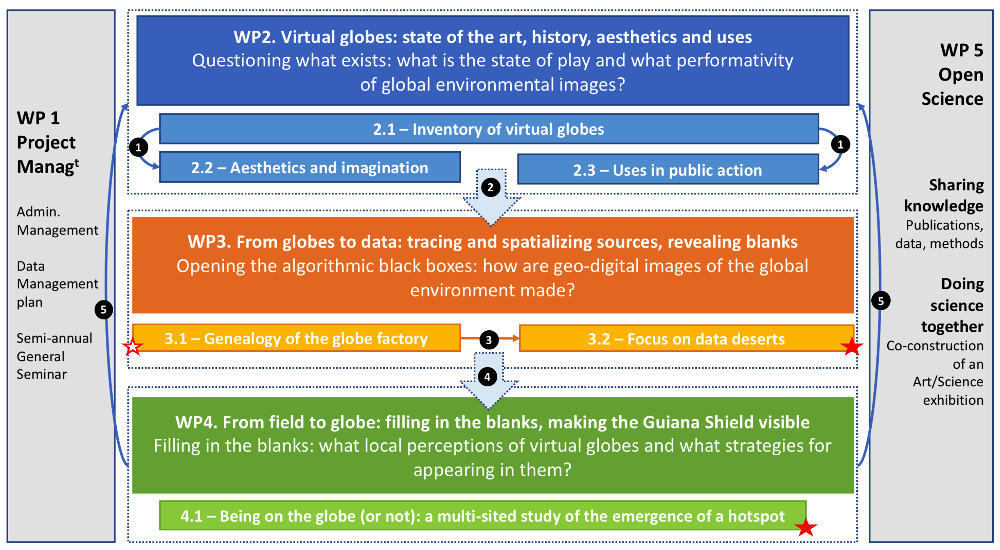 WP 1
Project
Managt
Admin.
Management
Data
Management
plan
Semi-annual
General
Seminar
5
WP2. Virtual globes: state of the art, history, aesthetics and uses
Questioning what exists: what is the state of play and what performativity
of global environmental images?
2.1 – Inventory of virtual globes
1
1
2.2 – Aesthetics and imagination
2.3 – Uses in public action
2
WP3. From globes to data: tracing and spatializing sources, revealing blanks
Opening the algorithmic black boxes: how are geo-digital images of the global
environment made?
3.1 – Genealogy of the globe factory
3
3.2 – Focus on data deserts
4
WP4. From field to globe: filling in the blanks, making the Guiana Shield visible
Filling in the blanks: what local perceptions of virtual globes and what strategies for
appearing in them?
4.1 – Being on the globe (or not): a multi-sited study of the emergence of a hotspot
WP 5
Open
Science
Sharing
knowledge
Publications,
data, methods
Doing
science
together
Co-construction
of an
Art/Science
exhibition
5